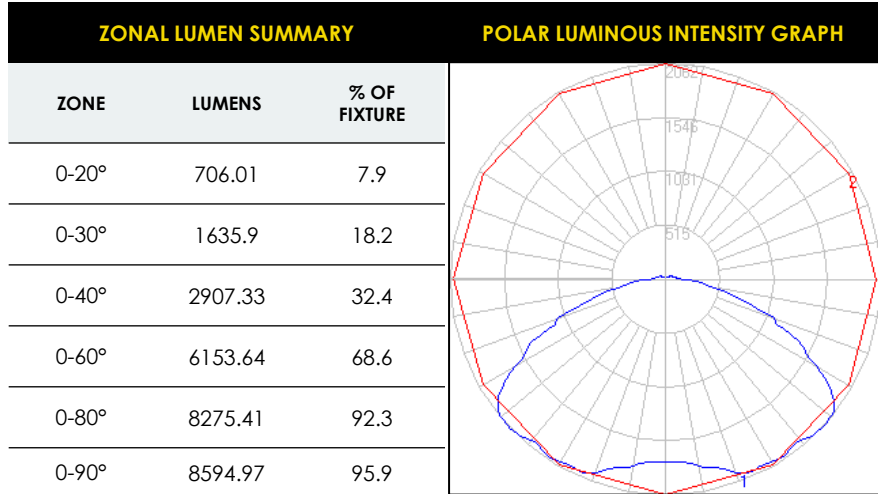 ZONAL LUMEN SUMMARY
POLAR LUMINOUS INTENSITY GRAPH
ZONE LUMENS % OF FIXTURE
0-20° 706.01 7.9
0-30° 1635.9 18.2
0-40° 2907.33 32.4
0-60° 6153.64 68.6
0-80° 8275.41 92.3
0-90° 8594.97 95.9
2062
1546
1031
515
2
1